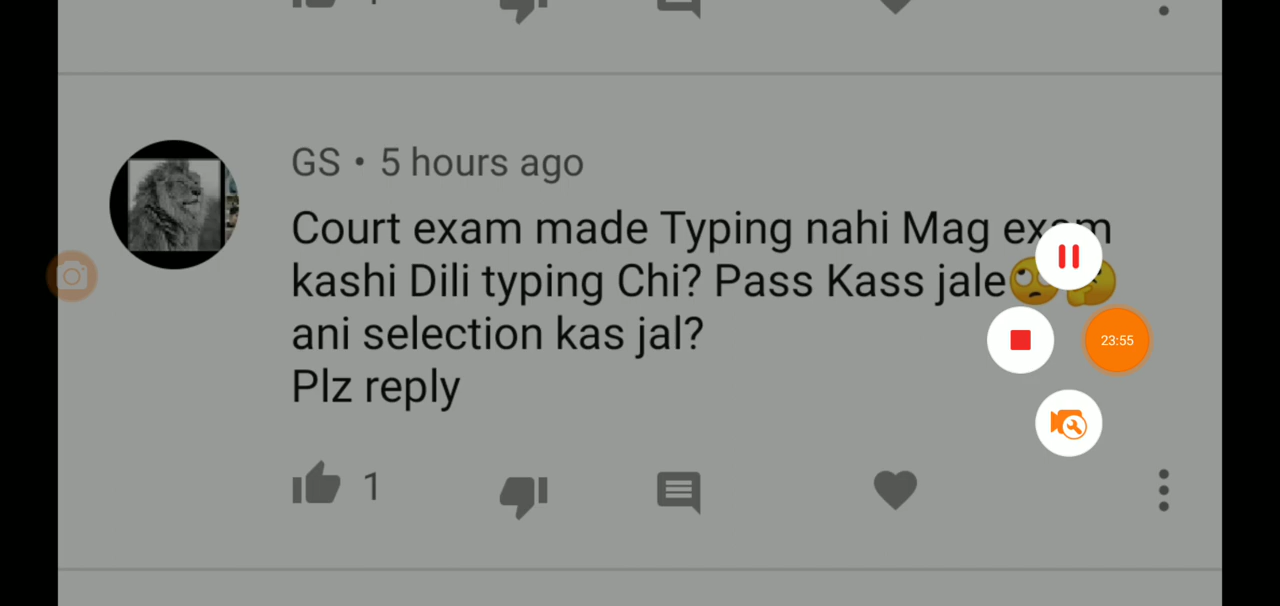 1
GS • 5 hours ago
Court exam made Typing nahi Mag exam
kashi Dili typing Chi? Pass Kass jale🙄🤔
ani selection kas jal?
Plz reply
23:55
1